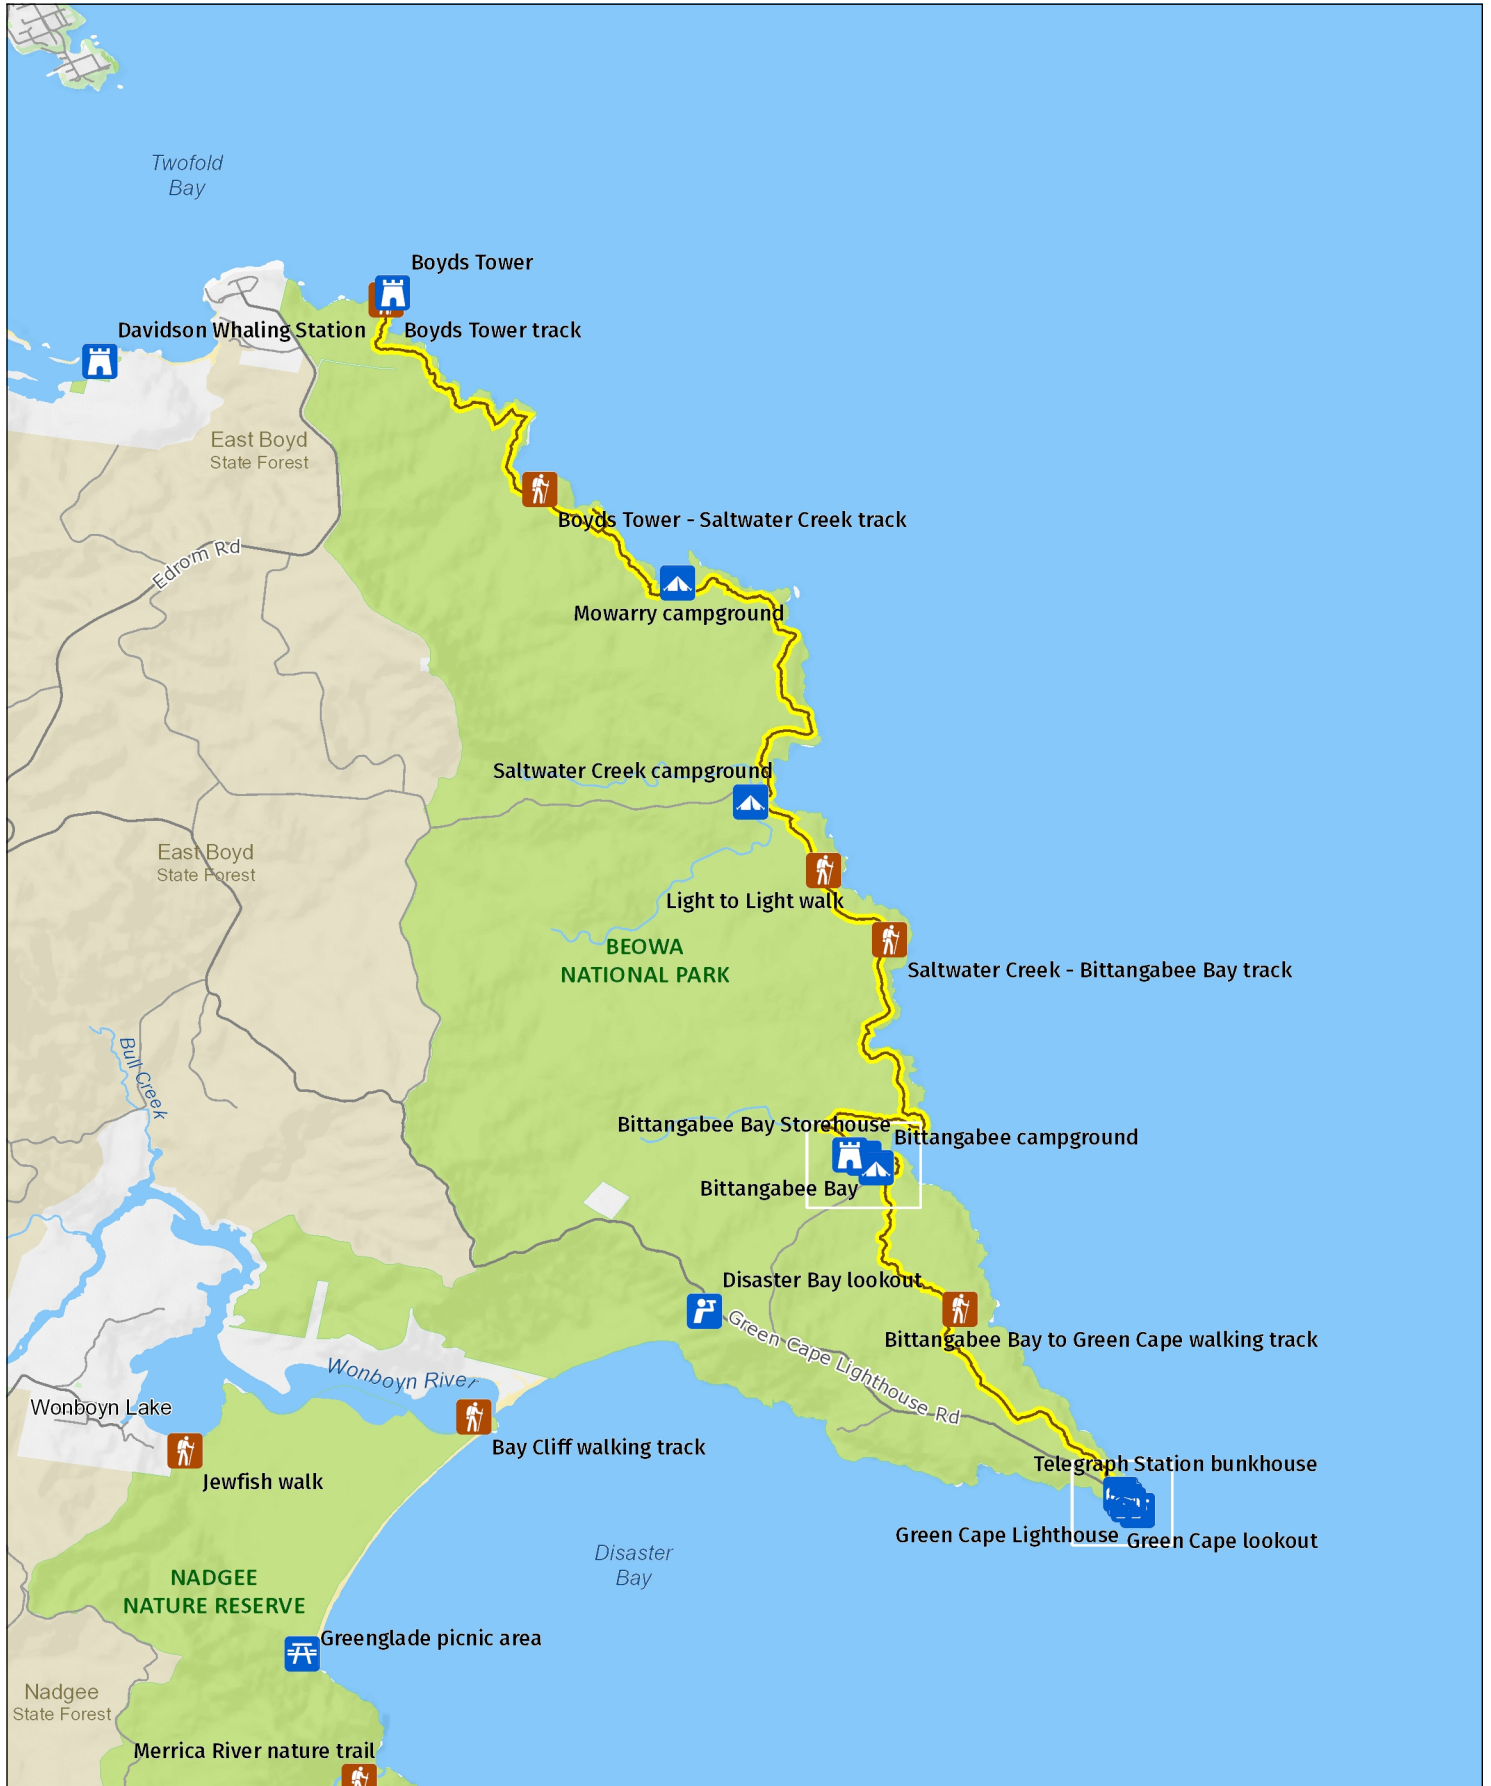 Twofold
Bay
Boyds Tower
Davidson Whaling Station
Boyds Tower track
East Boyd
State Forest
Boyds Tower - Saltwater Creek track
Edrom Rd
Mowarry campground
Saltwater Creek campground
East Boyd
State Forest
Light to Light walk
BEOWA
NATIONAL PARK
Saltwater Creek - Bittangabee Bay track
Bull Creek
Bittangabee Bay Storehouse
Bittangabee campground
Bittangabee Bay
Disaster Bay lookout
Green Cape Lighthouse Rd
Bittangabee Bay to Green Cape walking track
Wonboyn River
Wonboyn Lake
Bay Cliff walking track
Jewfish walk
Telegraph Station bunkhouse
Green Cape Lighthouse
Green Cape lookout
Disaster
Bay
NADGEE
NATURE RESERVE
Greenglade picnic area
Nadgee
State Forest
Merrica River nature trail